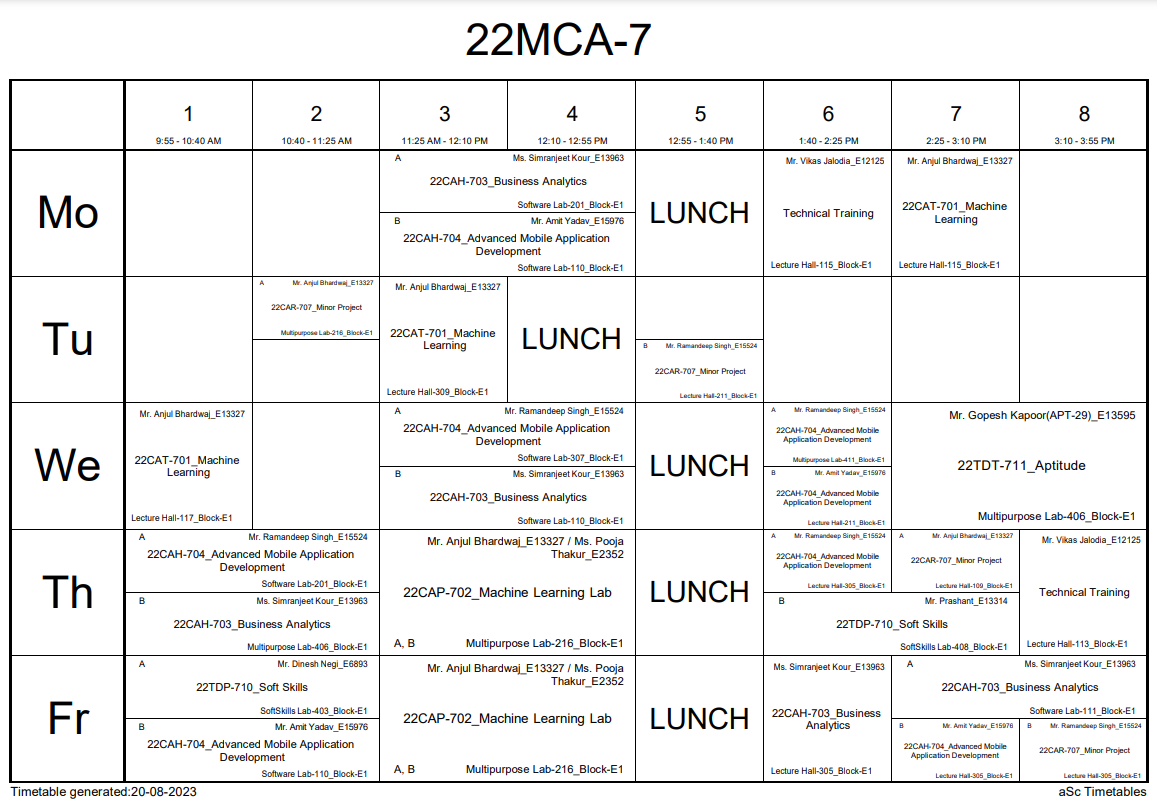 22MCA-7
1
2
3
4
5
6
7
8
9:55 - 10:40 AM
10:40 - 11:25 AM
11:25 AM - 12:10 PM
12:10 - 12:55 PM
12:55 - 1:40 PM
1:40 - 2:25 PM
2:25 - 3:10 PM
3:10 - 3:55 PM
Mo
A
Ms. Simranjeet Kour_E13963
22CAH-703_Business Analytics
Software Lab-201_Block-E1
B
Mr. Amit Yadav_E15976
22CAH-704_Advanced Mobile Application
Development
Software Lab-110_Block-E1
LUNCH
Mr. Vikas Jalodia_E12125
Technical Training
Lecture Hall-115_Block-E1
Mr. Anjul Bhardwaj_E13327
22CAT-701_Machine
Learning
Lecture Hall-115_Block-E1
Tu
A
Mr. Anjul Bhardwaj_E13327
22CAR-707_Minor Project
Multipurpose Lab-216_Block-E1
Mr. Anjul Bhardwaj_E13327
22CAT-701_Machine
Learning
Lecture Hall-309_Block-E1
LUNCH
B
Mr. Ramandeep Singh_E15524
22CAR-707_Minor Project
Lecture Hall-211_Block-E1
We
Mr. Anjul Bhardwaj_E13327
22CAT-701_Machine
Learning
Lecture Hall-117_Block-E1
A
Mr. Ramandeep Singh_E15524
22CAH-704_Advanced Mobile Application
Development
Software Lab-307_Block-E1
B
Ms. Simranjeet Kour_E13963
22CAH-703_Business Analytics
Software Lab-110_Block-E1
LUNCH
A
Mr. Ramandeep Singh_E15524
22CAH-704_Advanced Mobile
Application Development
Multipurpose Lab-411_Block-E1
B
Mr. Amit Yadav_E15976
22CAH-704_Advanced Mobile
Application Development
Lecture Hall-211_Block-E1
Mr. Gopesh Kapoor(APT-29)_E13595
22TDT-711_Aptitude
Multipurpose Lab-406_Block-E1
Th
A
Mr. Ramandeep Singh_E15524
22CAH-704_Advanced Mobile Application
Development
Software Lab-201_Block-E1
B
Ms. Simranjeet Kour_E13963
22CAH-703_Business Analytics
Multipurpose Lab-406_Block-E1
Mr. Anjul Bhardwaj_E13327 / Ms. Pooja
Thakur_E2352
22CAP-702_Machine Learning Lab
A, B
Multipurpose Lab-216_Block-E1
LUNCH
A
Mr. Ramandeep Singh_E15524
22CAH-704_Advanced Mobile
Application Development
Lecture Hall-305_Block-E1
A
Mr. Anjul Bhardwaj_E13327
22CAR-707_Minor Project
Lecture Hall-109_Block-E1
B
Mr. Prashant_E13314
22TDP-710_Soft Skills
SoftSkills Lab-408_Block-E1
Mr. Vikas Jalodia_E12125
Technical Training
Lecture Hall-113_Block-E1
Fr
A
Mr. Dinesh Negi_E6893
22TDP-710_Soft Skills
SoftSkills Lab-403_Block-E1
B
Mr. Amit Yadav_E15976
22CAH-704_Advanced Mobile Application
Development
Software Lab-110_Block-E1
Mr. Anjul Bhardwaj_E13327 / Ms. Pooja
Thakur_E2352
22CAP-702_Machine Learning Lab
A, B
Multipurpose Lab-216_Block-E1
LUNCH
Ms. Simranjeet Kour_E13963
22CAH-703_Business
Analytics
Lecture Hall-305_Block-E1
A
Ms. Simranjeet Kour_E13963
22CAH-703_Business Analytics
Software Lab-111_Block-E1
B
Mr. Amit Yadav_E15976
22CAH-704_Advanced Mobile
Application Development
Lecture Hall-305_Block-E1
B
Mr. Ramandeep Singh_E15524
22CAR-707_Minor Project
Lecture Hall-305_Block-E1
Timetable generated:20-08-2023
aSc Timetables